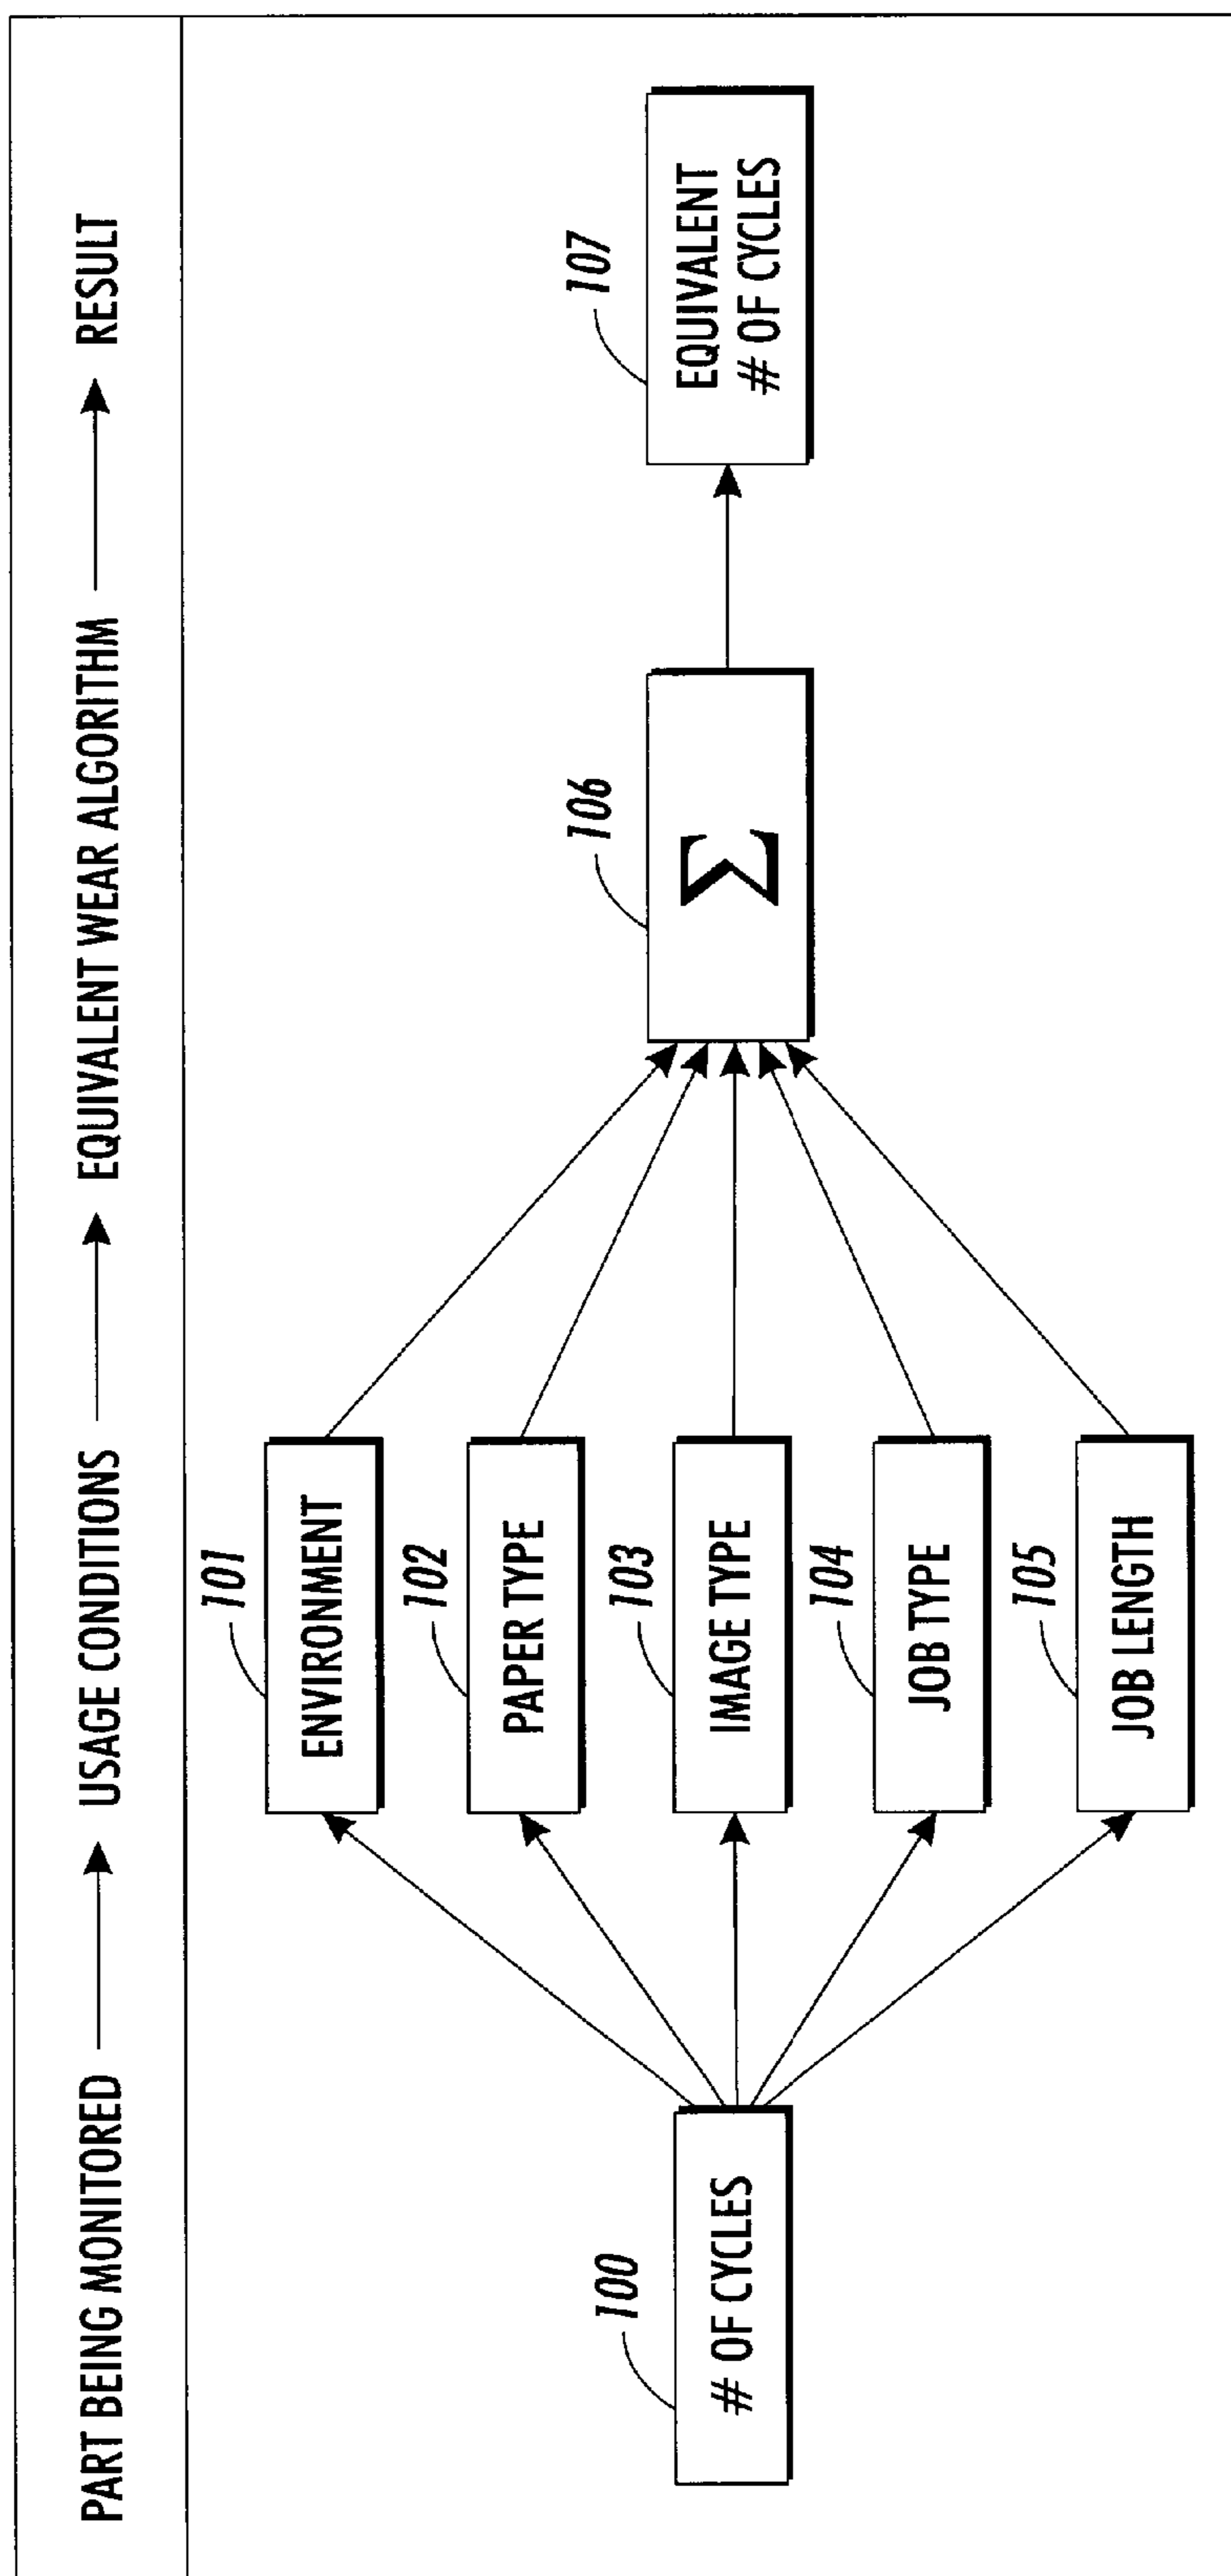 PART BEING MONITORED → USAGE CONDITIONS → EQUIVALENT WEAR ALGORITHM → RESULT
100
# OF CYCLES
101
ENVIRONMENT
102
PAPER TYPE
103
IMAGE TYPE
104
JOB TYPE
105
JOB LENGTH
106
Σ
107
EQUIVALENT
# OF CYCLES